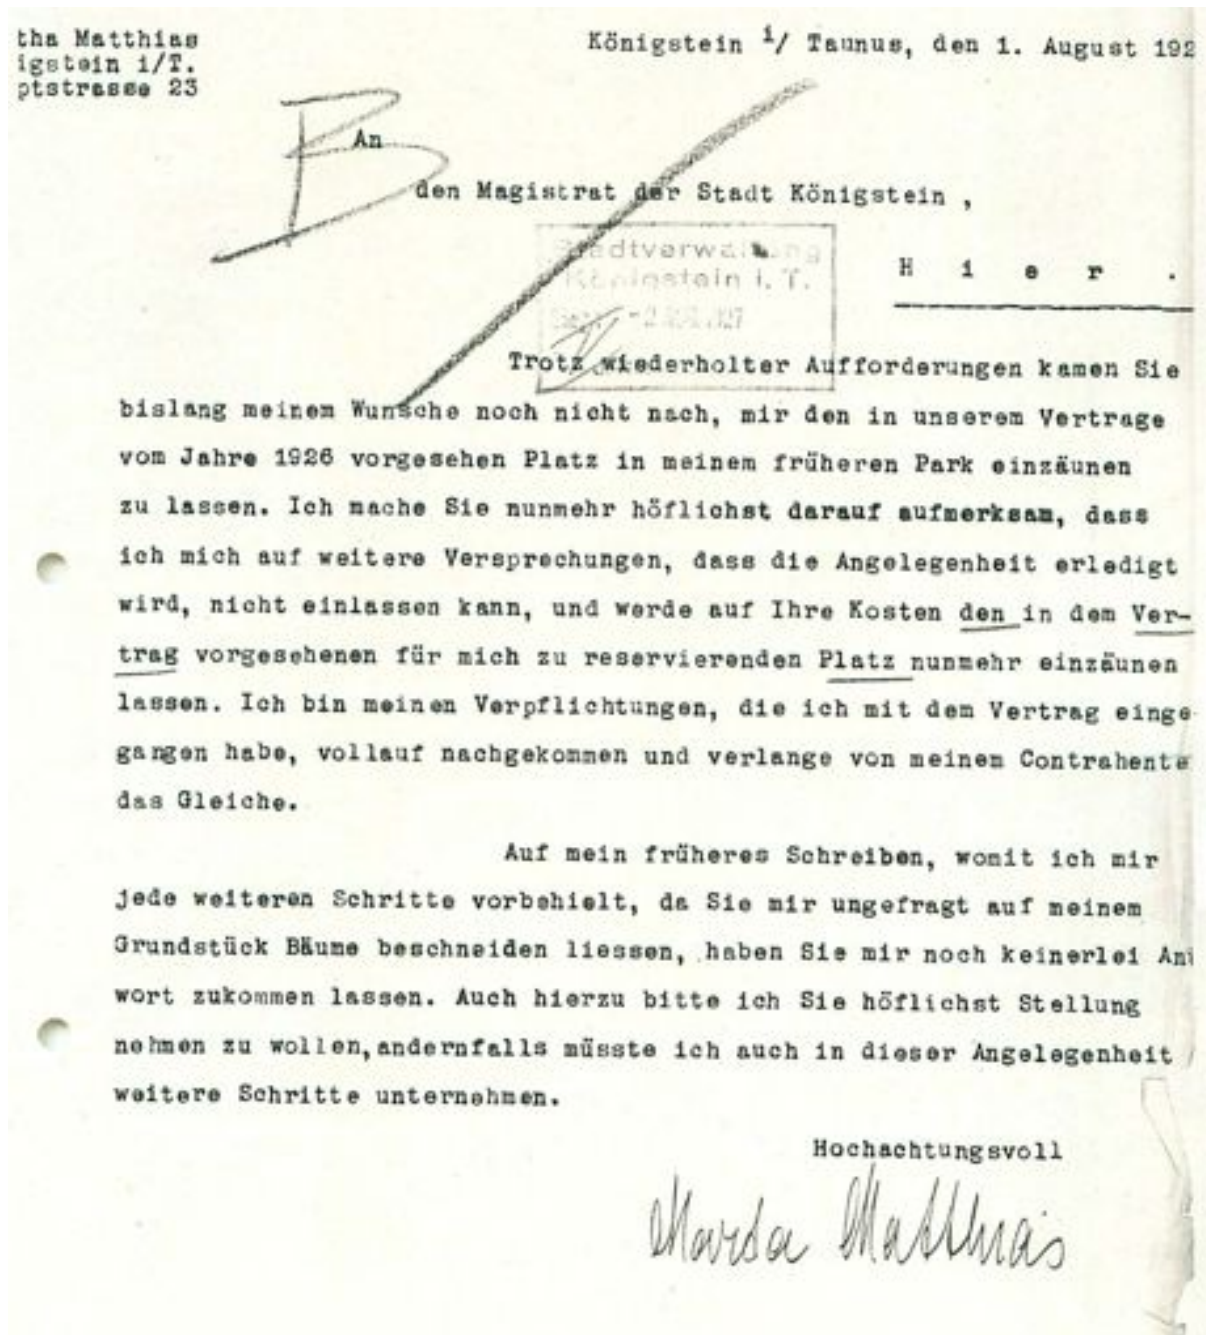 tha Matthias
igstein i/T.
ptstrasse 23
Königstein i/ Taunus, den 1. August 192
B
An
den Magistrat der Stadt Königstein ,
Stadtverwaltung
Königstein i. T.
H i e r .
Trotz wiederholter Aufforderungen kamen Sie
bislang meinem Wunsche noch nicht nach, mir den in unserem Vertrage
vom Jahre 1926 vorgesehen Platz in meinem früheren Park einzäunen
zu lassen. Ich mache Sie nunmehr höflichst darauf aufmerksam, dass
ich mich auf weitere Versprechungen, dass die Angelegenheit erledigt
wird, nicht einlassen kann, und werde auf Ihre Kosten den in dem Ver-
trag vorgesehenen für mich zu reservierenden Platz nunmehr einzäunen
lassen. Ich bin meinen Verpflichtungen, die ich mit dem Vertrag einge
gangen habe, vollauf nachgekommen und verlange von meinem Contrahente
das Gleiche.
Auf mein früheres Schreiben, womit ich mir
jede weiteren Schritte vorbehielt, da Sie mir ungefragt auf meinem
Grundstück Bäume beschneiden liessen, haben Sie mir noch keinerlei Ant
wort zukommen lassen. Auch hierzu bitte ich Sie höflichst Stellung
nehmen zu wollen, andernfalls müsste ich auch in dieser Angelegenheit
weitere Schritte unternehmen.
Hochachtungsvoll
Marta Matthias